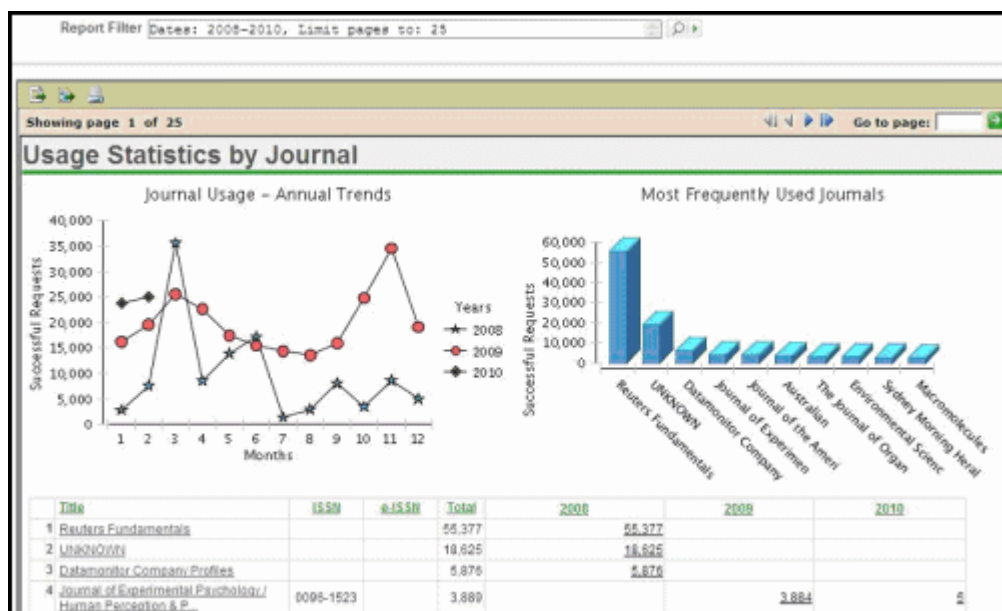 Report Filter Dates: 2008-2010, Limit pages to: 25
Showing page 1 of 25
Go to page:
Usage Statistics by Journal
Journal Usage - Annual Trends
40,000
35,000
30,000
25,000
20,000
15,000
10,000
5,000
0
Successful Requests
1 2 3 4 5 6 7 8 9 10 11 12
Months
Years
2008
2009
2010
Most Frequently Used Journals
60,000
50,000
40,000
30,000
20,000
10,000
0
Successful Requests
Reuters Fundamentals
UNKNOWN
Datamonitor Company
Journal of Experimen
Journal of the Ameri
Australian
The Journal of Organ
Environmental Scienc
Sydney Morning Heral
Macromolecules
Title ISSN e-ISSN Total 2008 2009 2010
1 Reuters Fundamentals 55,377 55,377
2 UNKNOWN 18,625 18,625
3 Datamonitor Company Profiles 5,876 5,876
4 Journal of Experimental Psychology / 0096-1523 3,889 3,884 5
Human Perception & P...